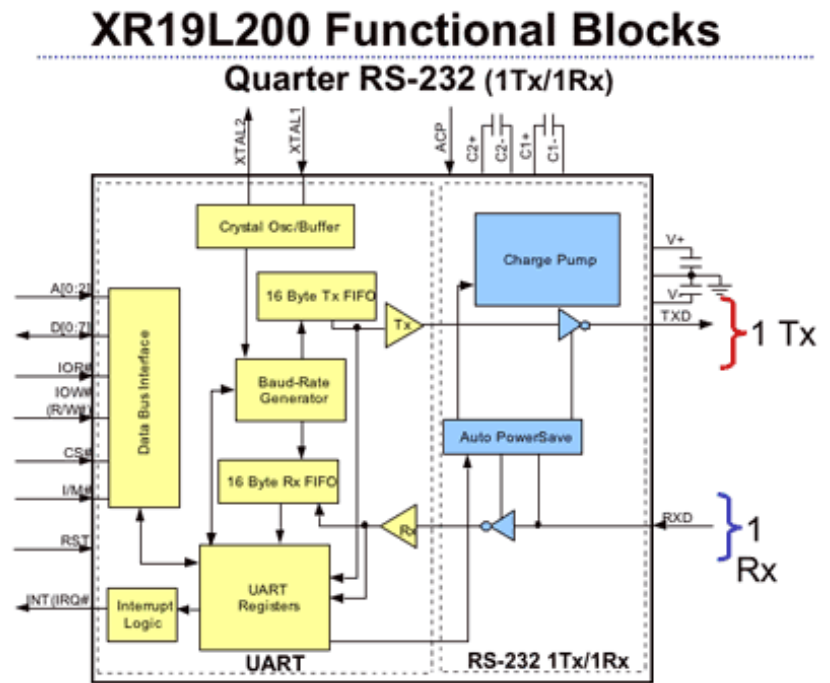 XR19L200 Functional Blocks
Quarter RS-232 (1Tx/1Rx)
XTAL2
XTAL1
ACP
C2+
C2-
C1+
C1-
Crystal Osc/Buffer
Charge Pump
V+
V-
A[0:2]
D[0:7]
IOR#
IOW#
(R/W#)
CS#
I/M#
RST
INT(IRQ#
Data Bus Interface
16 Byte Tx FIFO
Tx
TXD
1 Tx
Baud-Rate
Generator
Auto PowerSave
16 Byte Rx FIFO
Rx
RXD
1
Rx
UART
Registers
Interrupt
Logic
UART
RS-232 1Tx/1Rx